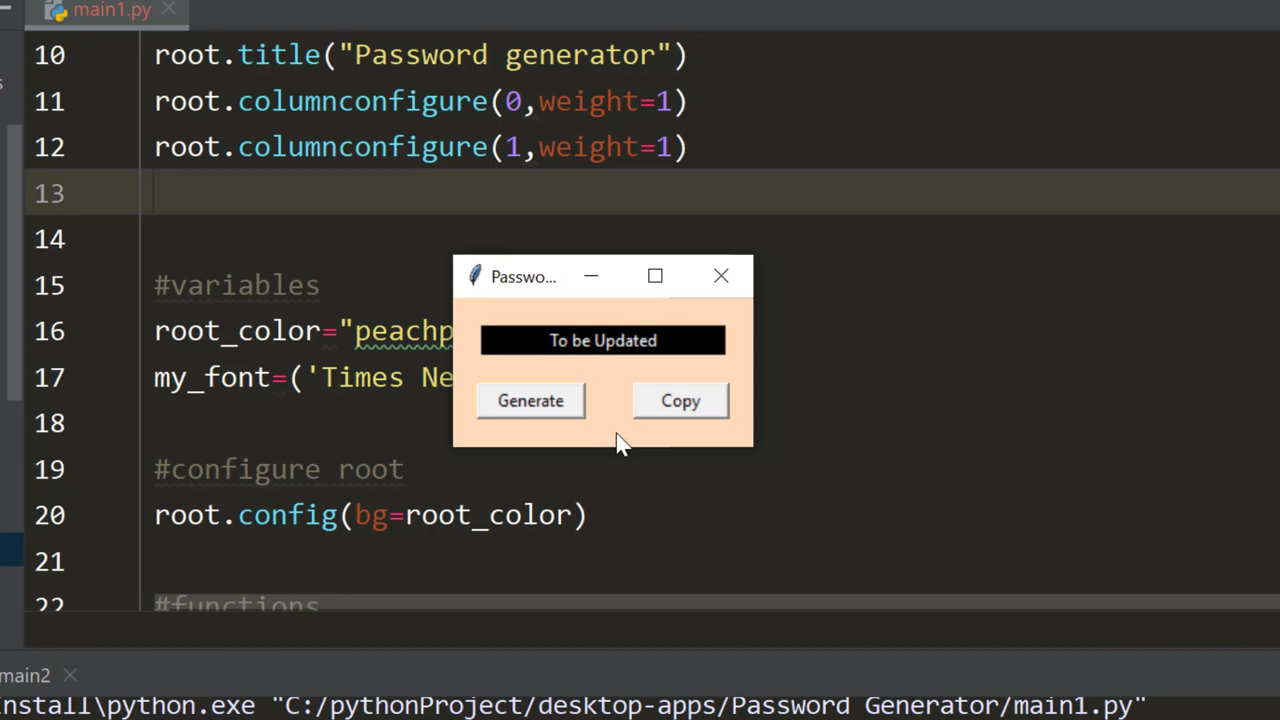 main1.py
10 root.title("Password generator")
11 root.columnconfigure(0,weight=1)
12 root.columnconfigure(1,weight=1)
13
14
15 #variables
16 root_color="peachp
17 my_font=('Times Ne
18
19 #configure root
20 root.config(bg=root_color)
21
22 #functions
Passwo...
To be Updated
Generate Copy
main2
nstall\python.exe "C:/pythonProject/desktop-apps/Password Generator/main1.py"